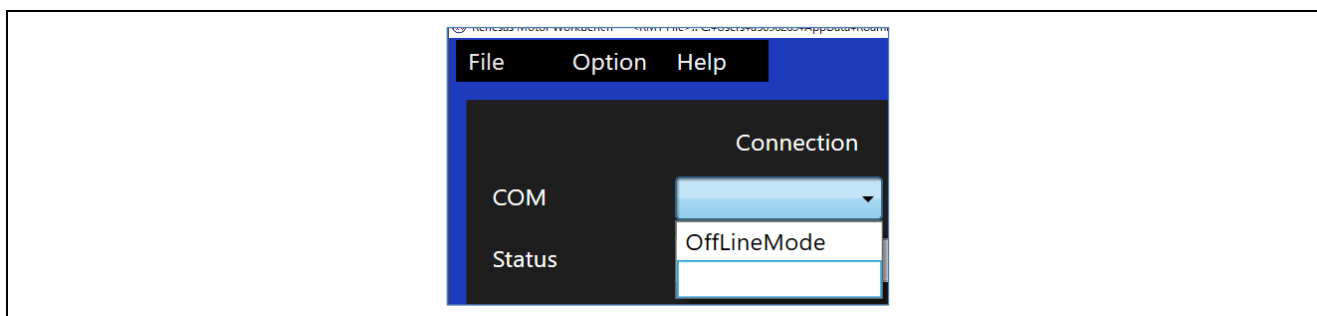 File Option Help
Connection
COM
OffLineMode
Status